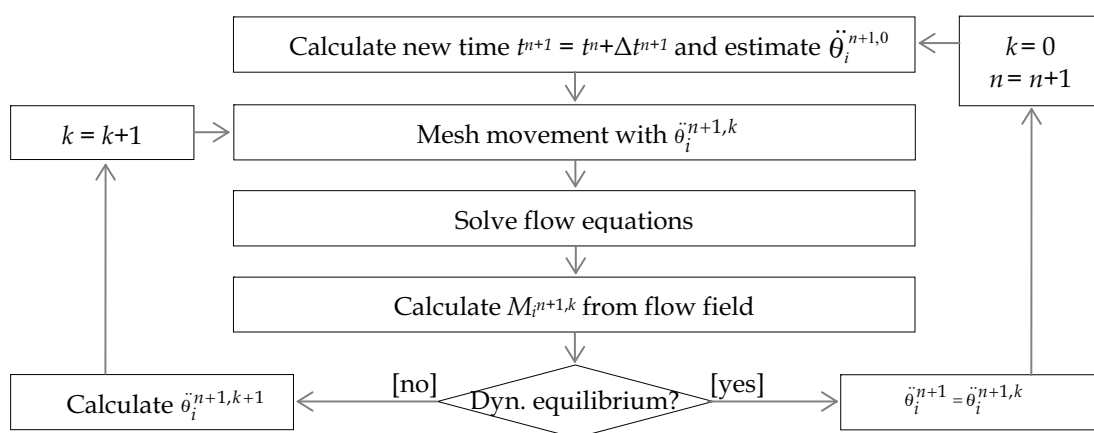 Calculate new time tⁿ⁺¹ = tⁿ+Δtⁿ⁺¹ and estimate θ̈ᵢⁿ⁺¹,⁰
k = 0
n = n+1
k = k+1
Mesh movement with θ̈ᵢⁿ⁺¹,ᵏ
Solve flow equations
Calculate Mᵢⁿ⁺¹,ᵏ from flow field
[no]
[yes]
Calculate θ̈ᵢⁿ⁺¹,ᵏ⁺¹
Dyn. equilibrium?
θ̈ᵢⁿ⁺¹ = θ̈ᵢⁿ⁺¹,ᵏ